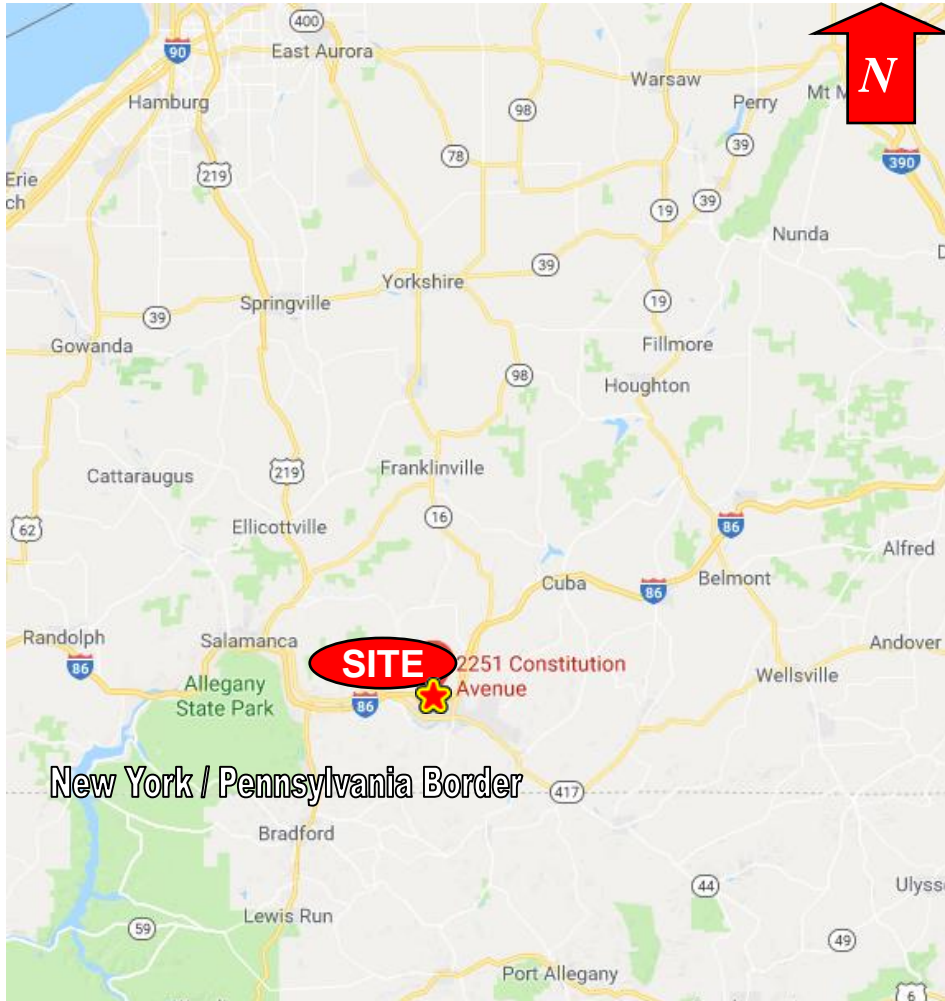 400
90
East Aurora
N
Hamburg
Warsaw
Perry
Mt M
98
39
78
390
219
Erie
ch
19
39
Nunda
D
39
Yorkshire
Springville
19
39
Gowanda
Fillmore
98
Houghton
Franklinville
Cattaraugus
219
16
62
Ellicottville
86
Alfred
Cuba
86
Belmont
Randolph
Salamanca
Andover
86
SITE
2251 Constitution
Avenue
Wellsville
Allegany
State Park
86
New York / Pennsylvania Border
417
Bradford
44
Ulyss
Lewis Run
59
49
Port Allegany
6